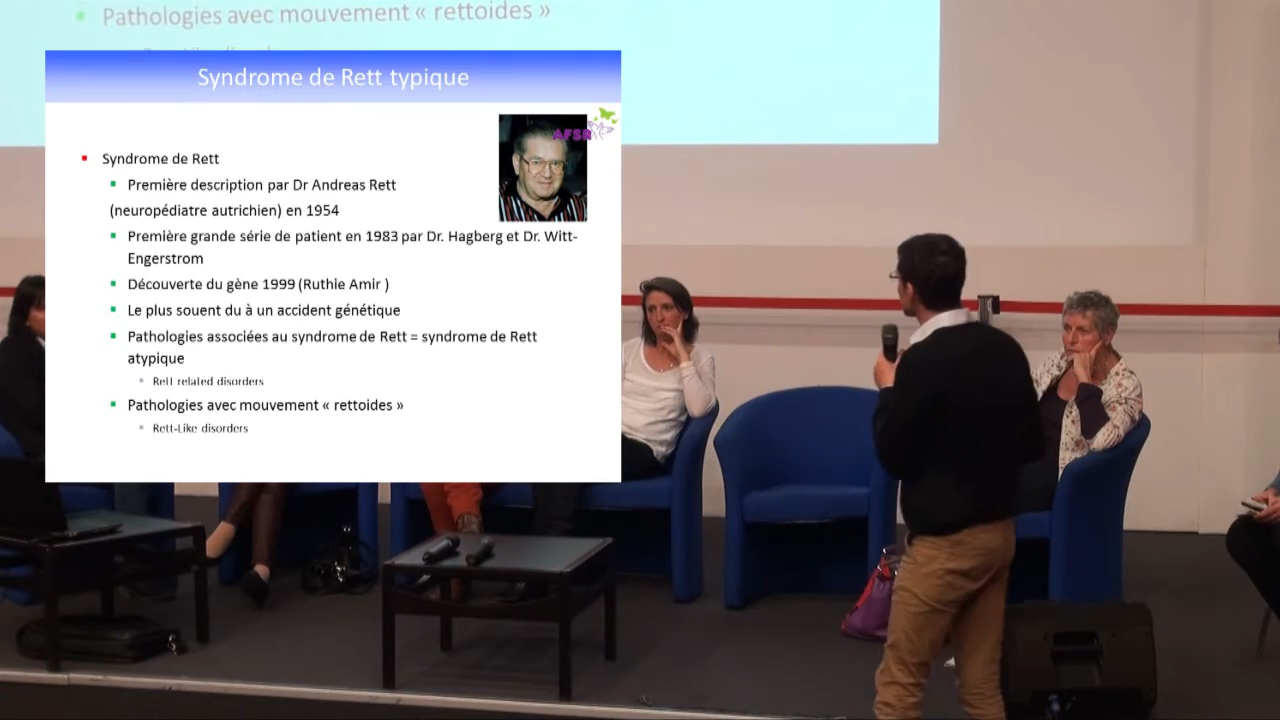 Pathologies avec mouvement « rettoides »
Syndrome de Rett typique
AFSR
Syndrome de Rett
Première description par Dr Andreas Rett
(neuropédiatre autrichien) en 1954
Première grande série de patient en 1983 par Dr. Hagberg et Dr. Witt-
Engerstrom
Découverte du gène 1999 (Ruthie Amir )
Le plus souent du à un accident génétique
Pathologies associées au syndrome de Rett = syndrome de Rett
atypique
Rett related disorders
Pathologies avec mouvement « rettoides »
Rett-Like disorders